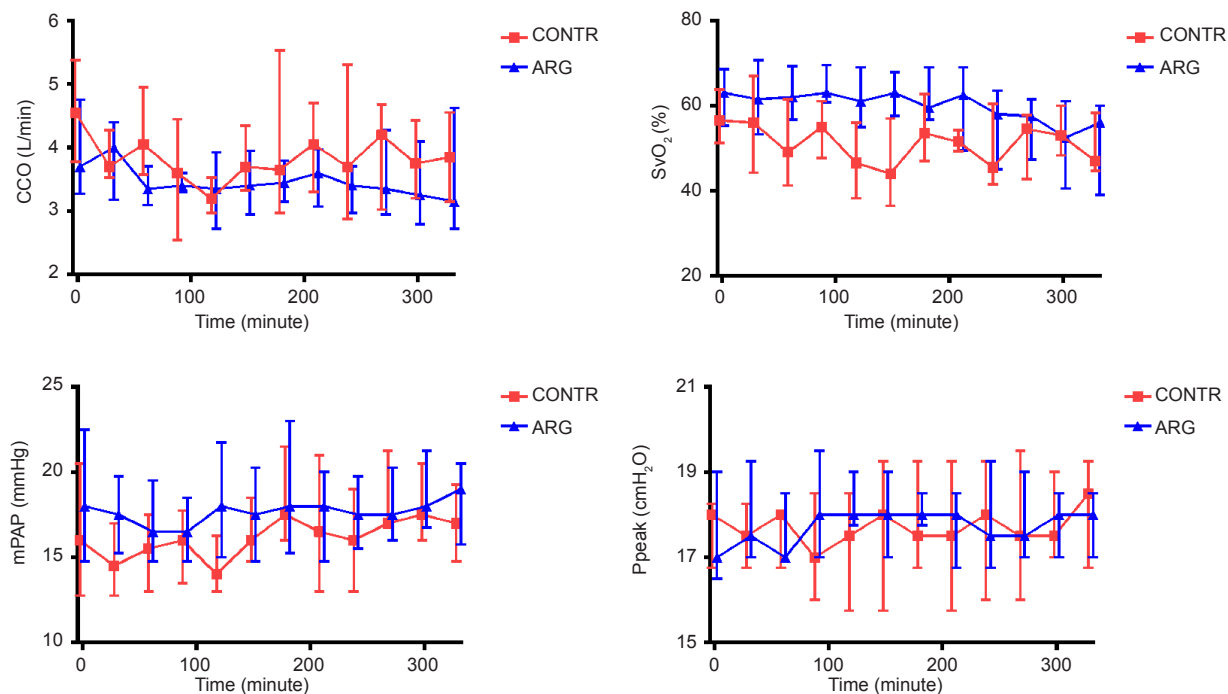 6
5
4
3
2
CCO (L/min)
0
100
200
300
Time (minute)
CONTR
ARG
80
60
40
20
SvO₂ (%)
0
100
200
300
Time (minute)
CONTR
ARG
25
20
15
10
mPAP (mmHg)
0
100
200
300
Time (minute)
CONTR
ARG
21
19
17
15
Ppeak (cmH₂O)
0
100
200
300
Time (minute)
CONTR
ARG